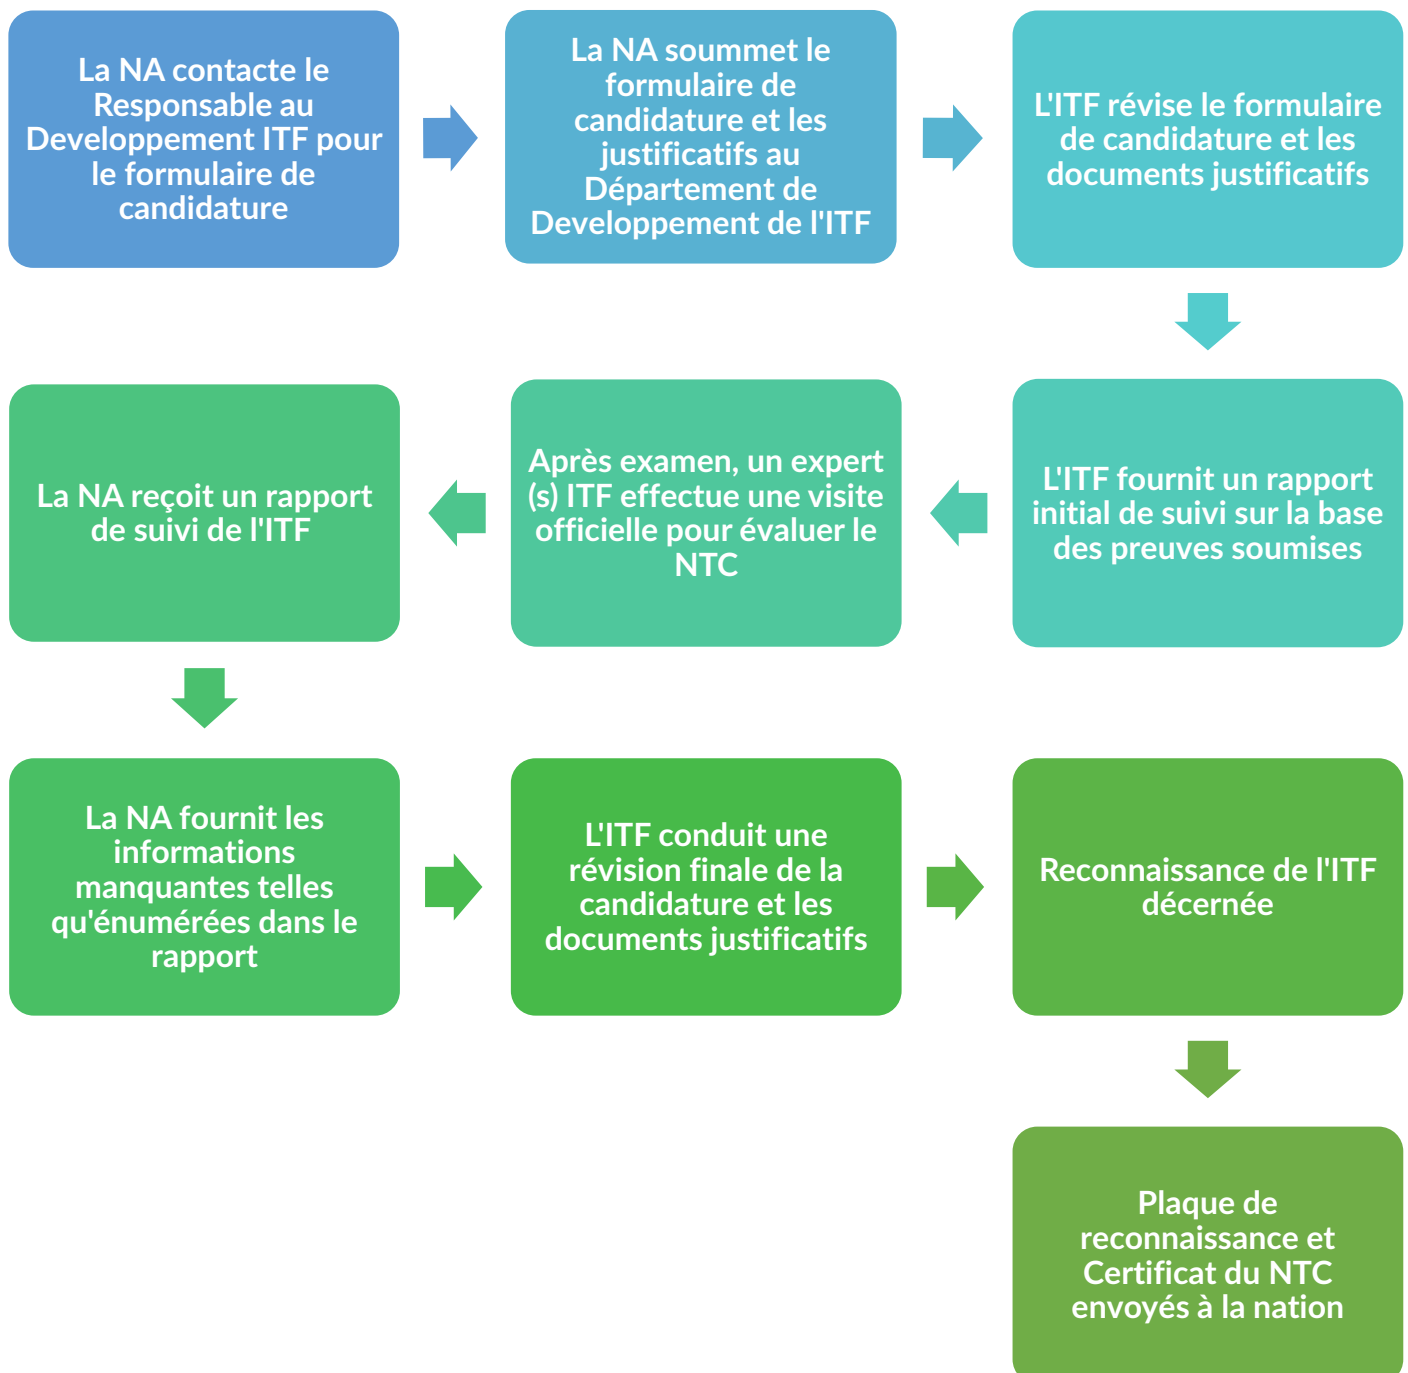 La NA contacte le
Responsable au
Developpement ITF pour
le formulaire de
candidature
La NA soummet le
formulaire de
candidature et les
justificatifs au
Département de
Developpement de l'ITF
L'ITF révise le formulaire
de candidature et les
documents justificatifs
L'ITF fournit un rapport
initial de suivi sur la base
des preuves soumises
Après examen, un expert
(s) ITF effectue une visite
officielle pour évaluer le
NTC
La NA reçoit un rapport
de suivi de l'ITF
La NA fournit les
informations
manquantes telles
qu'énumérées dans le
rapport
L'ITF conduit une
révision finale de la
candidature et les
documents justificatifs
Reconnaissance de l'ITF
décernée
Plaque de
reconnaissance et
Certificat du NTC
envoyés à la nation